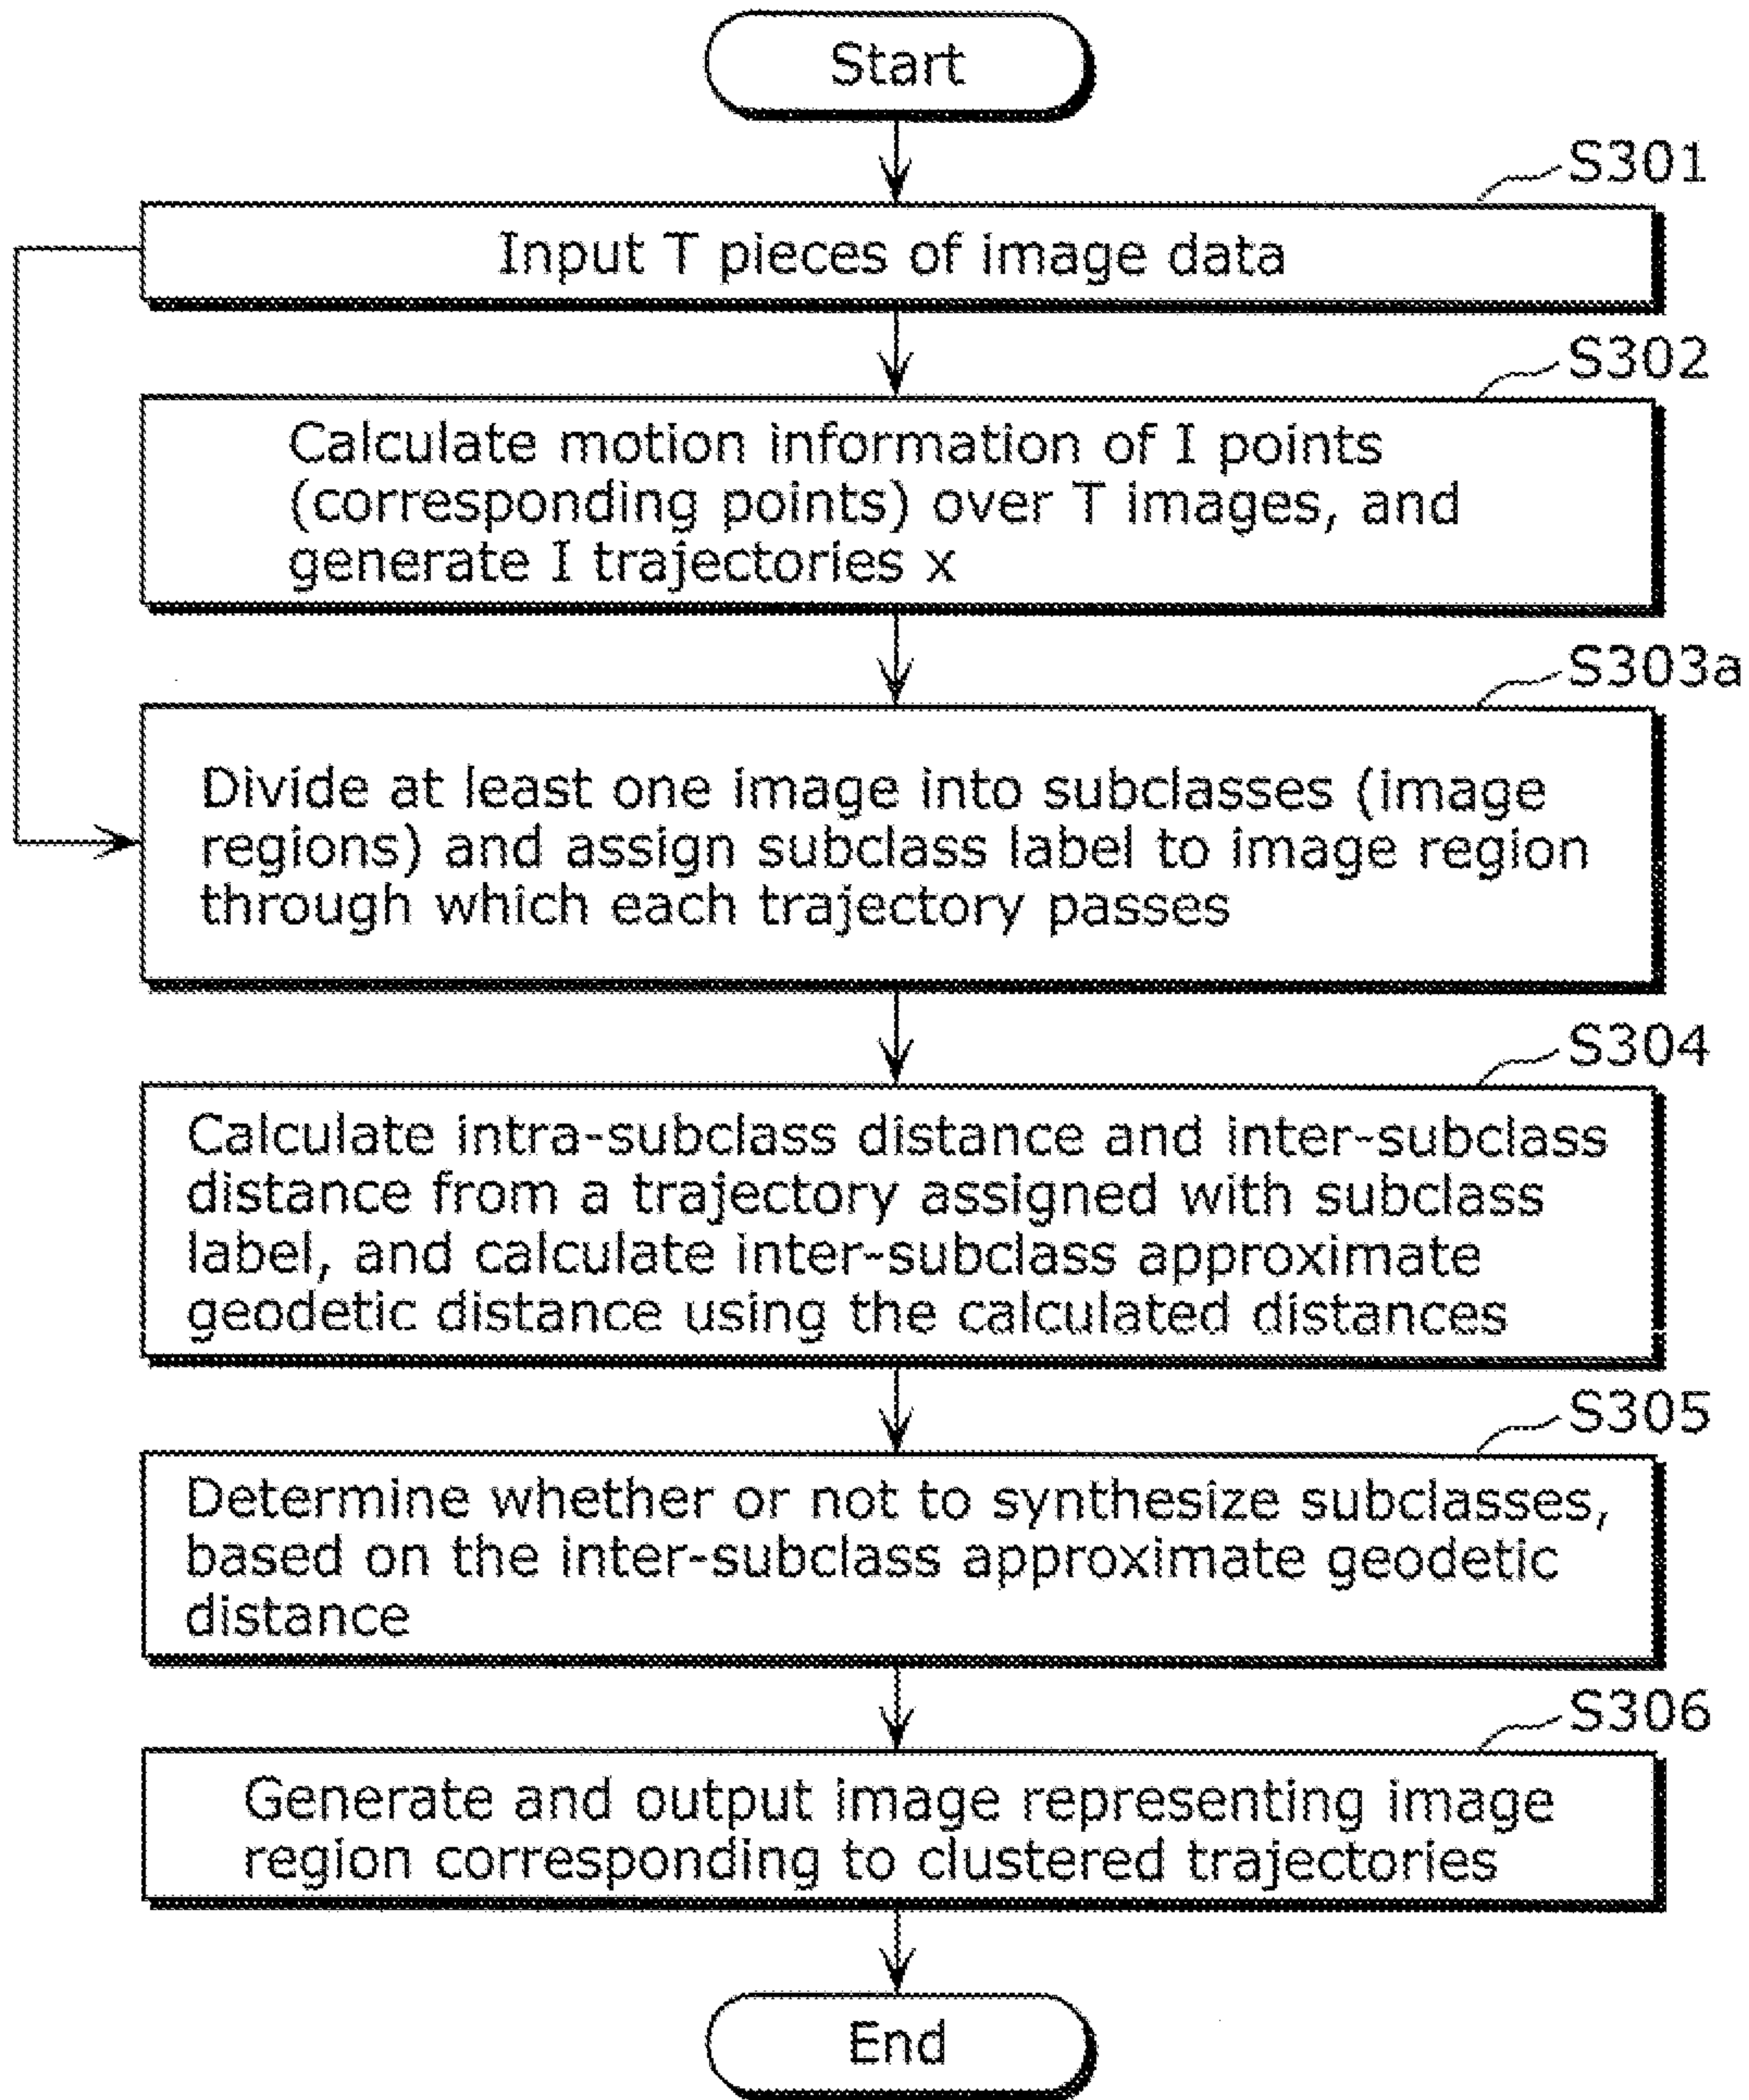 Start
S301
Input T pieces of image data
S302
Calculate motion information of I points
(corresponding points) over T images, and
generate I trajectories x
S303a
Divide at least one image into subclasses (image
regions) and assign subclass label to image region
through which each trajectory passes
S304
Calculate intra-subclass distance and inter-subclass
distance from a trajectory assigned with subclass
label, and calculate inter-subclass approximate
geodetic distance using the calculated distances
S305
Determine whether or not to synthesize subclasses,
based on the inter-subclass approximate geodetic
distance
S306
Generate and output image representing image
region corresponding to clustered trajectories
End